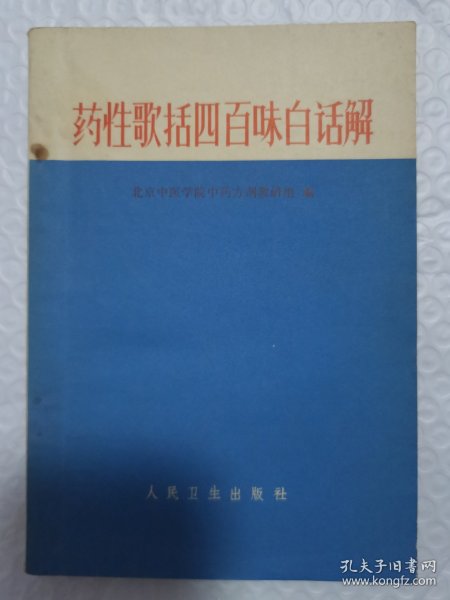 药性歌括四百味白话解
北京中医学院中药方剂教研组 编
人民卫生出版社
孔夫子旧书网
www.kongfz.com